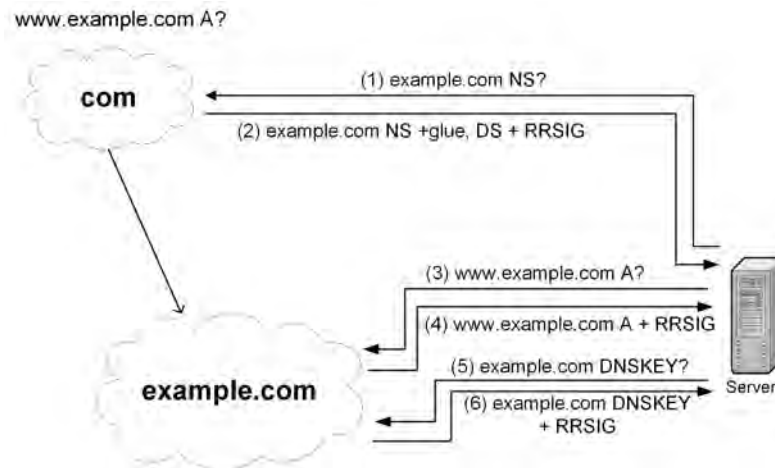 www.example.com A?
com
(1) example.com NS?
(2) example.com NS +glue, DS + RRSIG
(3) www.example.com A?
(4) www.example.com A + RRSIG
example.com
(5) example.com DNSKEY?
(6) example.com DNSKEY
+ RRSIG
Server